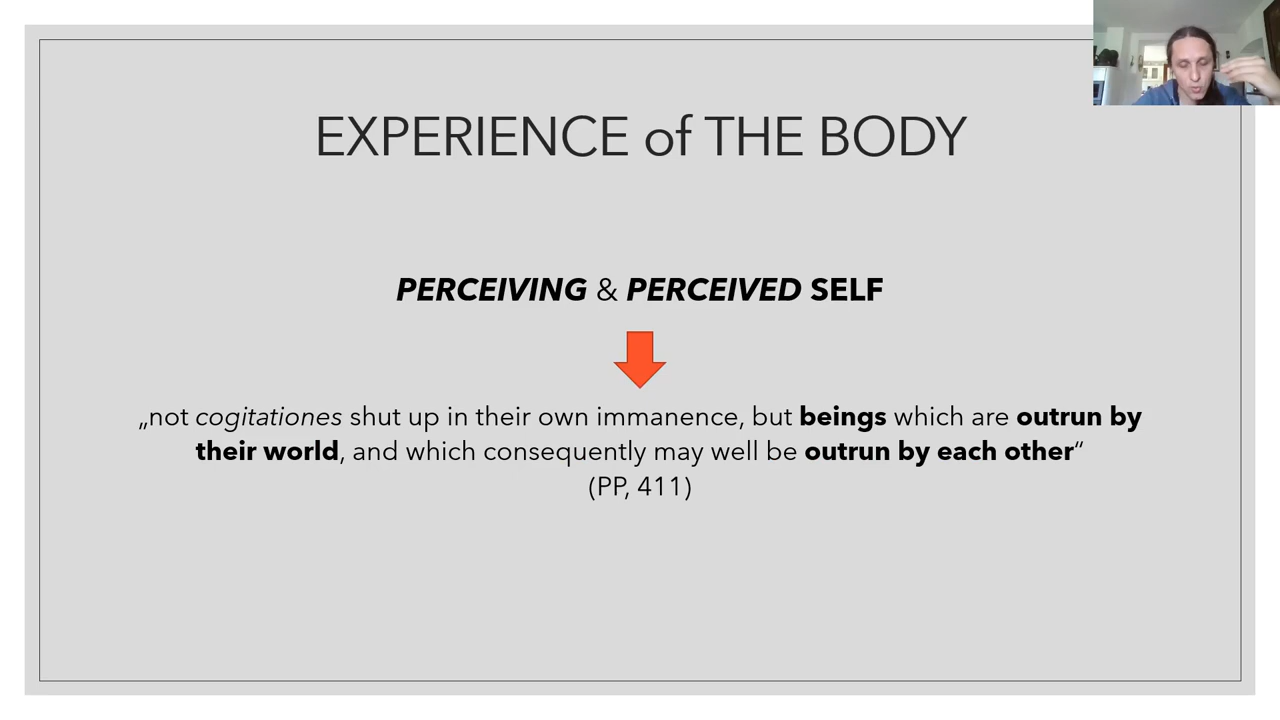 EXPERIENCE of THE BODY
PERCEIVING & PERCEIVED SELF
„not cogitationes shut up in their own immanence, but beings which are outrun by
their world, and which consequently may well be outrun by each other“
(PP, 411)